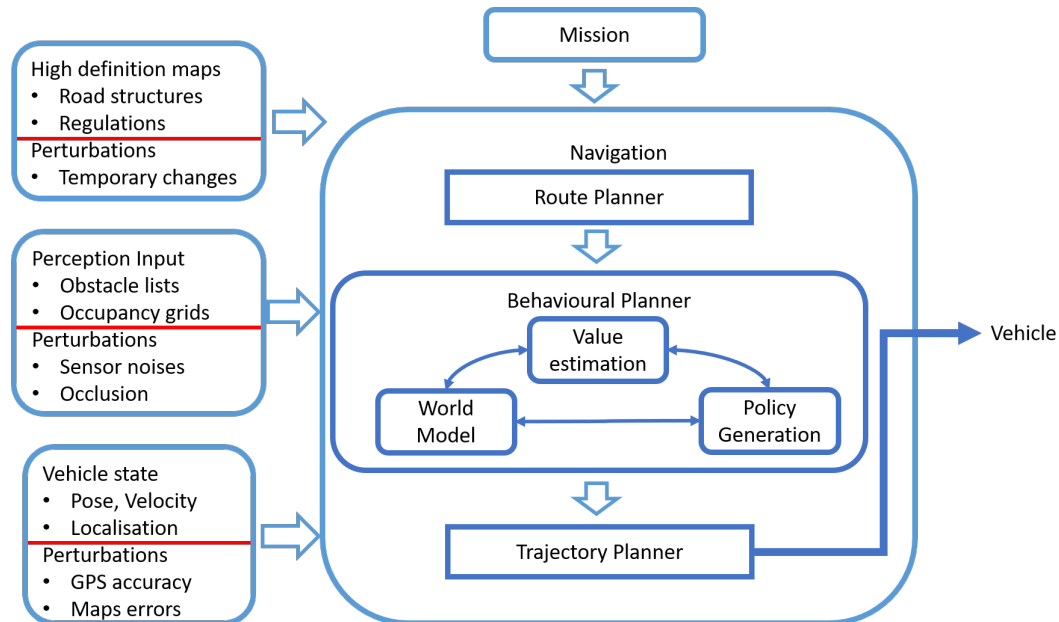 Mission
High definition maps
• Road structures
• Regulations
Perturbations
• Temporary changes
Perception Input
• Obstacle lists
• Occupancy grids
Perturbations
• Sensor noises
• Occlusion
Vehicle state
• Pose, Velocity
• Localisation
Perturbations
• GPS accuracy
• Maps errors
Navigation
Route Planner
Behavioural Planner
Value
estimation
World
Model
Policy
Generation
Trajectory Planner
Vehicle